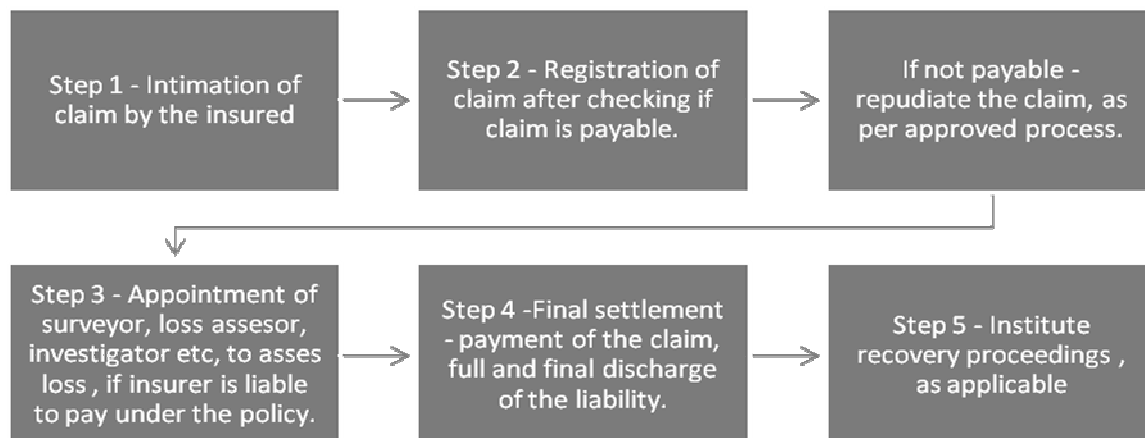 Step 1 - Intimation of
claim by the insured
Step 2 - Registration of
claim after checking if
claim is payable.
If not payable -
repudiate the claim, as
per approved process.
Step 3 - Appointment of
surveyor, loss assesor,
investigator etc, to asses
loss , if insurer is liable
to pay under the policy.
Step 4 -Final settlement
- payment of the claim,
full and final discharge
of the liability.
Step 5 - Institute
recovery proceedings ,
as applicable